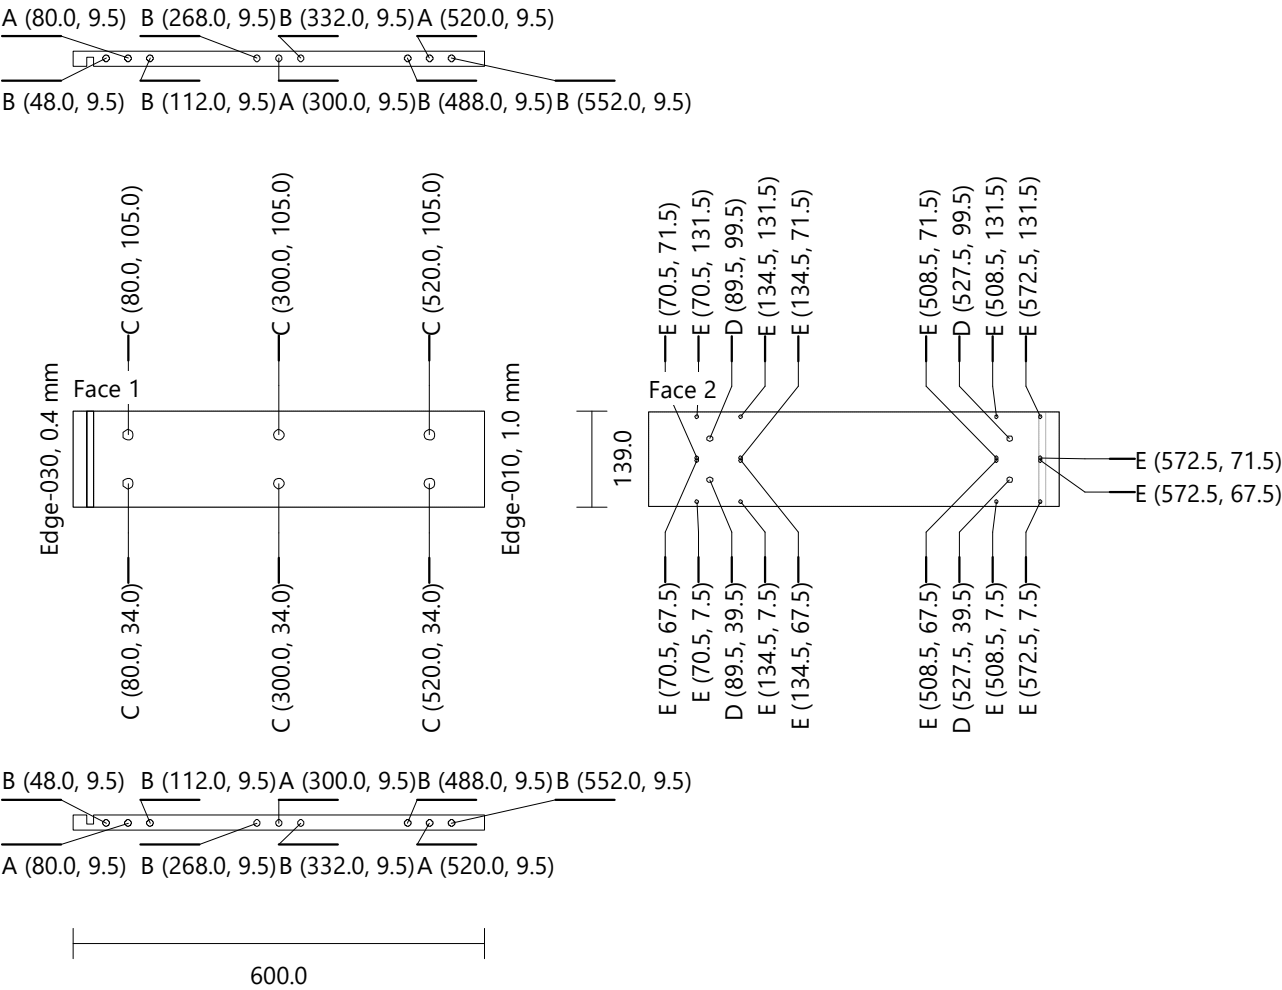 A (80.0, 9.5) B (268.0, 9.5) B (332.0, 9.5) A (520.0, 9.5)
B (48.0, 9.5) B (112.0, 9.5) A (300.0, 9.5) B (488.0, 9.5) B (552.0, 9.5)
C (80.0, 105.0)
C (300.0, 105.0)
C (520.0, 105.0)
Edge-030, 0.4 mm
Face 1
Edge-010, 1.0 mm
C (80.0, 34.0)
C (300.0, 34.0)
C (520.0, 34.0)
139.0
E (70.5, 71.5)
E (70.5, 131.5)
D (89.5, 99.5)
E (134.5, 131.5)
E (134.5, 71.5)
E (508.5, 71.5)
D (527.5, 99.5)
E (508.5, 131.5)
E (572.5, 131.5)
Face 2
E (572.5, 71.5)
E (572.5, 67.5)
E (70.5, 67.5)
E (70.5, 7.5)
D (89.5, 39.5)
E (134.5, 7.5)
E (134.5, 67.5)
E (508.5, 67.5)
D (527.5, 39.5)
E (508.5, 7.5)
E (572.5, 7.5)
B (48.0, 9.5) B (112.0, 9.5) A (300.0, 9.5) B (488.0, 9.5) B (552.0, 9.5)
A (80.0, 9.5) B (268.0, 9.5) B (332.0, 9.5) A (520.0, 9.5)
600.0